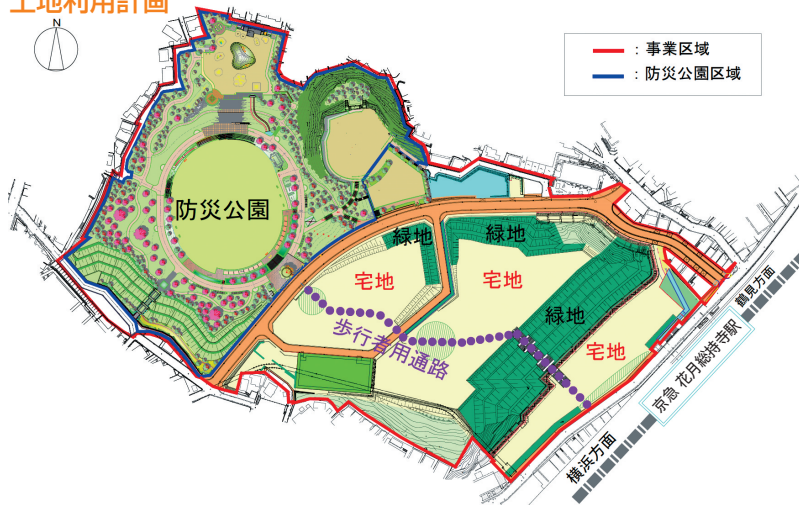 土地利用計画
N
：事業区域
：防災公園区域
防災公園
緑地
緑地
宅地
宅地
緑地
歩行者用通路
宅地
鶴見方面
京急 花月総持寺駅
横浜方面